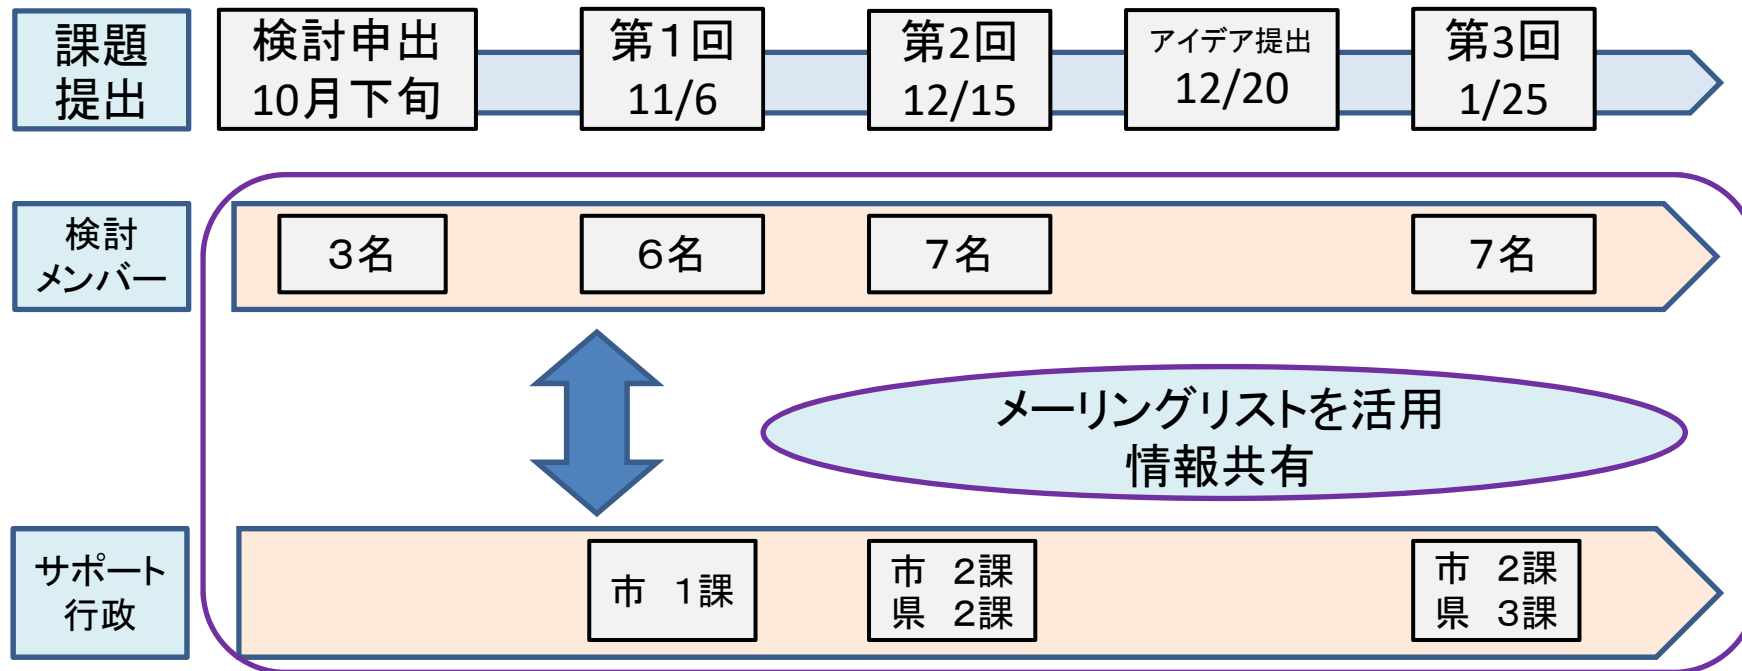 課題
提出
検討申出
10月下旬
第１回
11/6
第2回
12/15
アイデア提出
12/20
第3回
1/25
検討
メンバー
３名
６名
７名
７名
メーリングリストを活用
情報共有
サポート
行政
市　１課
市　２課
県　２課
市　２課
県　３課